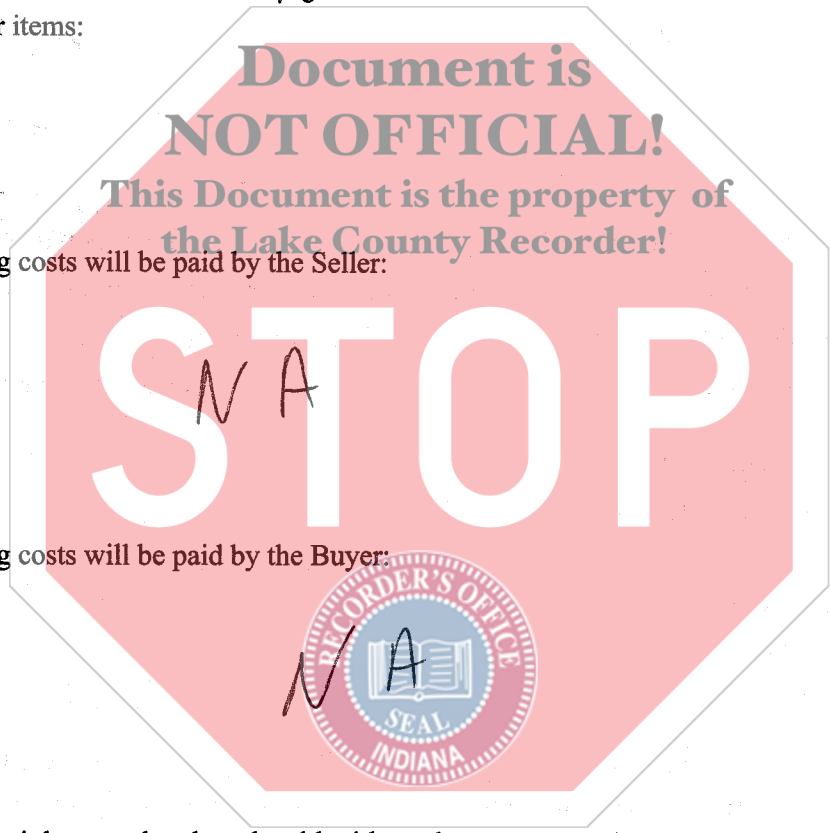 r items:
Document is
NOT OFFICIAL!
This Document is the property of
the Lake County Recorder!
g costs will be paid by the Seller:
STOP
N A
g costs will be paid by the Buyer:
RECORDER'S OFFICE
N A
SEAL
INDIANA